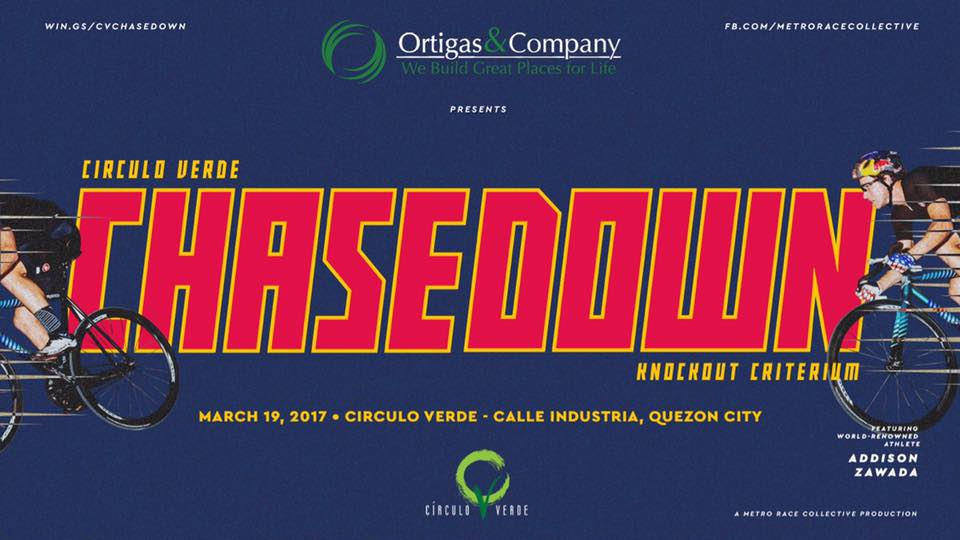 WIN.GS/CVCHASEDOWN
FB.COM/METRORACECOLLECTIVE
Ortigas&Company
We Build Great Places for Life
PRESENTS
CIRCULO VERDE
CHASEDOWN
KNOCKOUT CRITERIUM
MARCH 19, 2017 • CIRCULO VERDE - CALLE INDUSTRIA, QUEZON CITY
FEATURING
WORLD-RENOWNED
ATHLETE
ADDISON
ZAWADA
CÍRCULO VERDE
A METRO RACE COLLECTIVE PRODUCTION